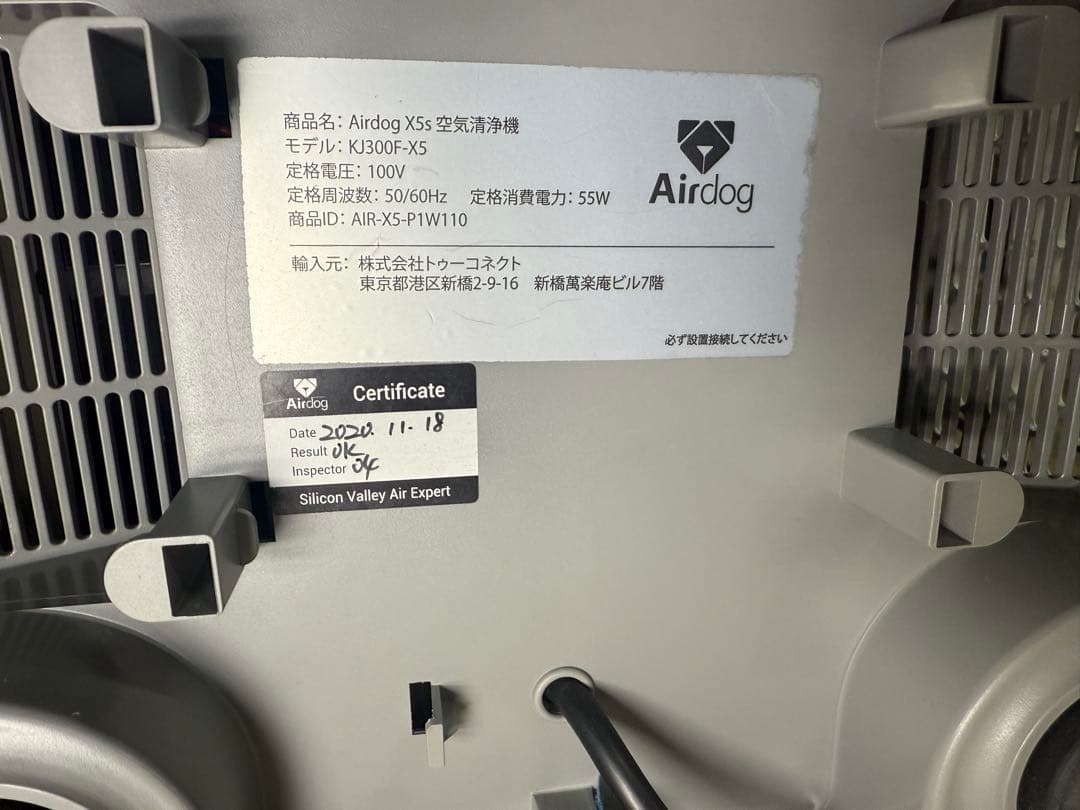 商品名: Airdog X5s 空気清浄機
モデル: KJ300F-X5
定格電圧: 100V
定格周波数: 50/60Hz 定格消費電力: 55W
商品ID: AIR-X5-P1W110
Airdog
輸入元: 株式会社トゥーコネクト
東京都港区新橋2-9-16 新橋萬楽庵ビル7階
必ず設置接続してください
Airdog Certificate
Date 2020. 11. 18
Result OK
Inspector 04
Silicon Valley Air Expert